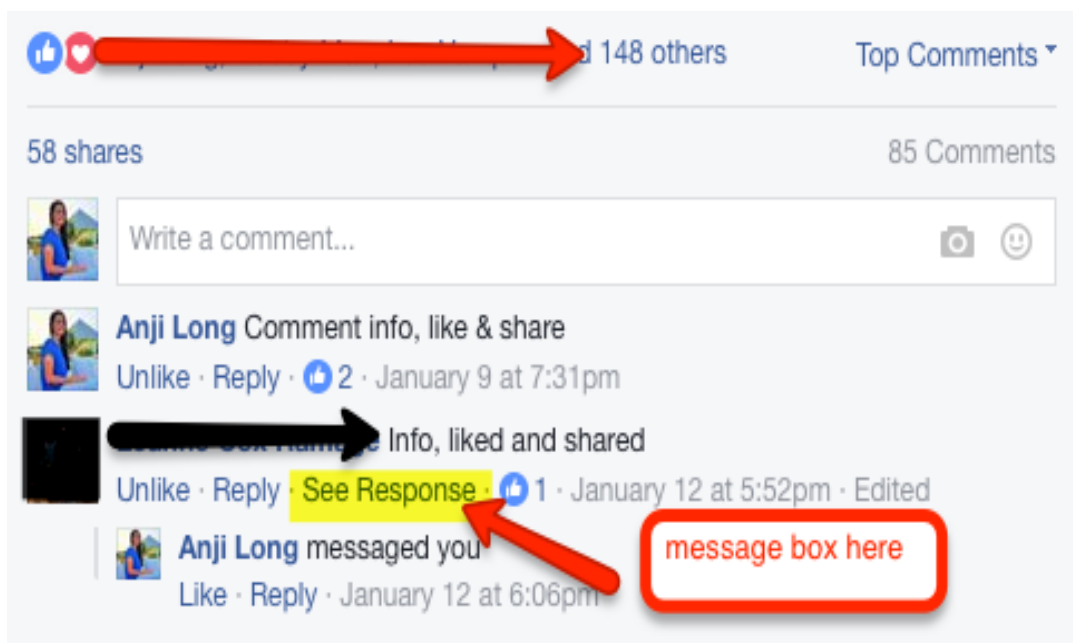 148 others
Top Comments
58 shares
85 Comments
Write a comment...
Anji Long Comment info, like & share
Unlike · Reply · 2 · January 9 at 7:31pm
Info, liked and shared
Unlike · Reply · See Response · 1 · January 12 at 5:52pm · Edited
Anji Long messaged you
message box here
Like · Reply · January 12 at 6:06pm